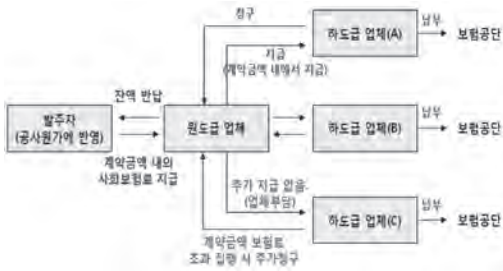 청구
하도급 업체(A)
납부
보험공단
지급
(계약금액 내에서 지급)
잔액 반납
발주자
(공사원가에 반영)
원도급 업체
하도급 업체(B)
납부
보험공단
계약금액 내의
사회보험료 지급
추가 지급 없음.
(업체부담)
하도급 업체(C)
납부
보험공단
계약금액 보험료
초과 집행 시 추가청구